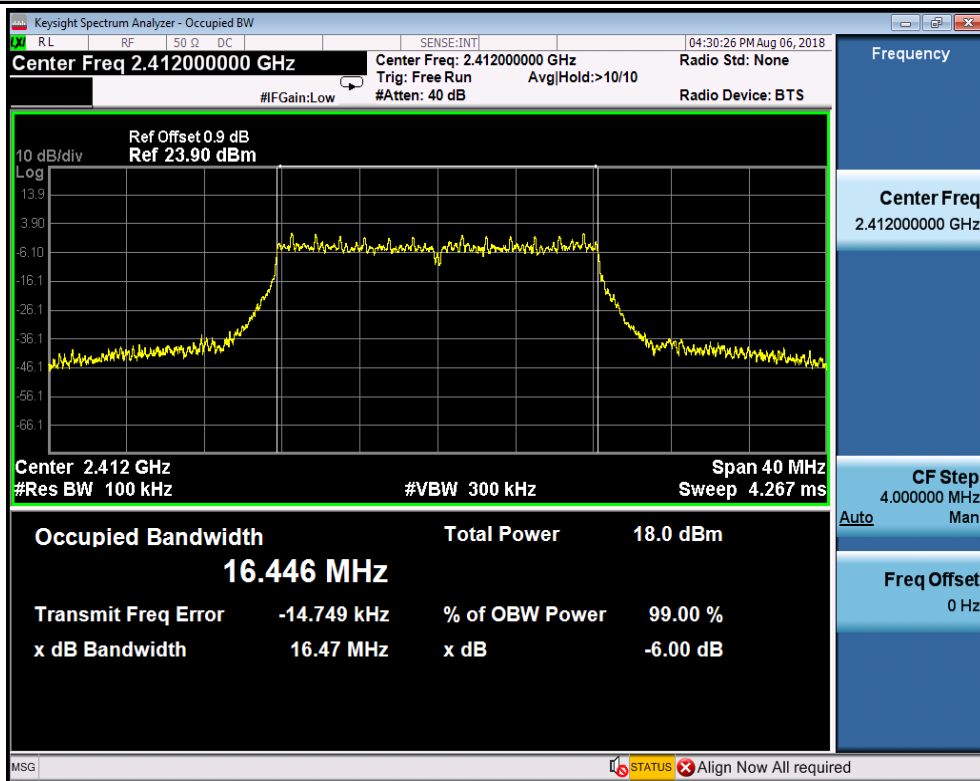 Keysight Spectrum Analyzer - Occupied BW
LXI RL RF 50 Ω DC SENSE:INT 04:30:26 PM Aug 06, 2018
Center Freq 2.412000000 GHz
Center Freq: 2.412000000 GHz Radio Std: None
Trig: Free Run Avg|Hold:>10/10
#IFGain:Low #Atten: 40 dB Radio Device: BTS
Frequency
Ref Offset 0.9 dB
10 dB/div Ref 23.90 dBm
Log
13.9
3.90
-6.10
-16.1
-26.1
-36.1
-46.1
-56.1
-66.1
Center 2.412 GHz Span 40 MHz
#Res BW 100 kHz #VBW 300 kHz Sweep 4.267 ms
Occupied Bandwidth Total Power 18.0 dBm
16.446 MHz
Transmit Freq Error -14.749 kHz % of OBW Power 99.00 %
x dB Bandwidth 16.47 MHz x dB -6.00 dB
Center Freq
2.412000000 GHz
CF Step
4.000000 MHz
Auto Man
Freq Offset
0 Hz
MSG STATUS Align Now All required